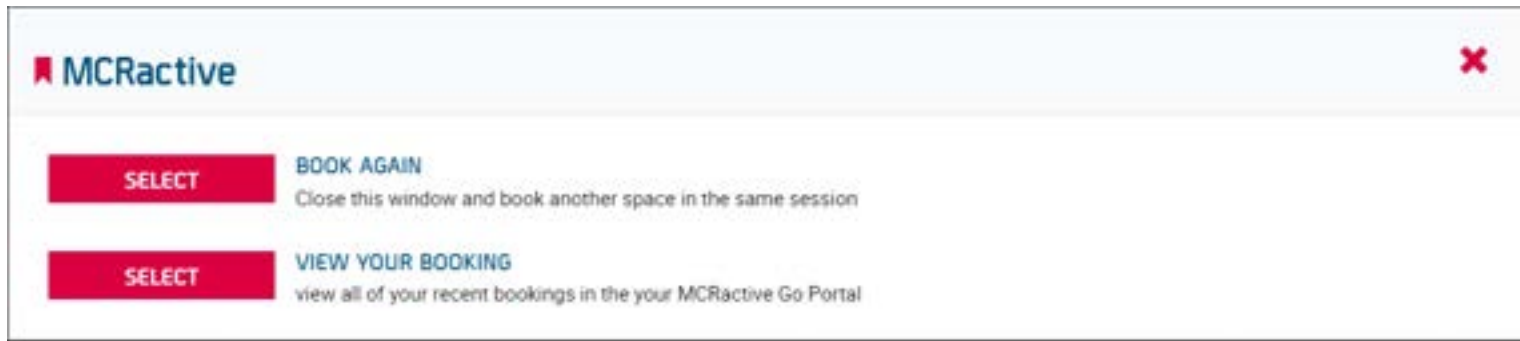 MCRactive
SELECT
BOOK AGAIN
Close this window and book another space in the same session
SELECT
VIEW YOUR BOOKING
view all of your recent bookings in the your MCRactive Go Portal